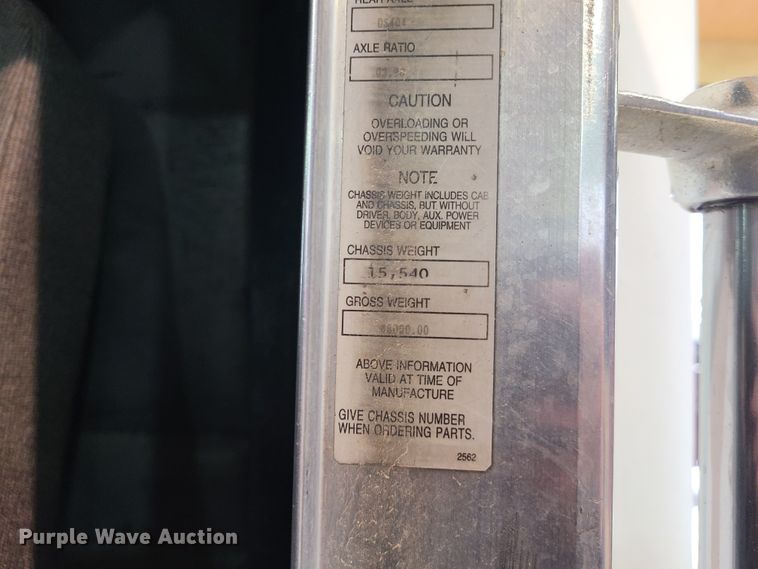 REAR AXLE
AXLE RATIO
CAUTION
OVERLOADING OR
OVERSPEEDING WILL
VOID YOUR WARRANTY
NOTE
CHASSIS WEIGHT INCLUDES CAB
AND CHASSIS, BUT WITHOUT
DRIVER, BODY, AUX. POWER
DEVICES OR EQUIPMENT
CHASSIS WEIGHT
15,540
GROSS WEIGHT
ABOVE INFORMATION
VALID AT TIME OF
MANUFACTURE
GIVE CHASSIS NUMBER
WHEN ORDERING PARTS.
2562
Purple Wave Auction